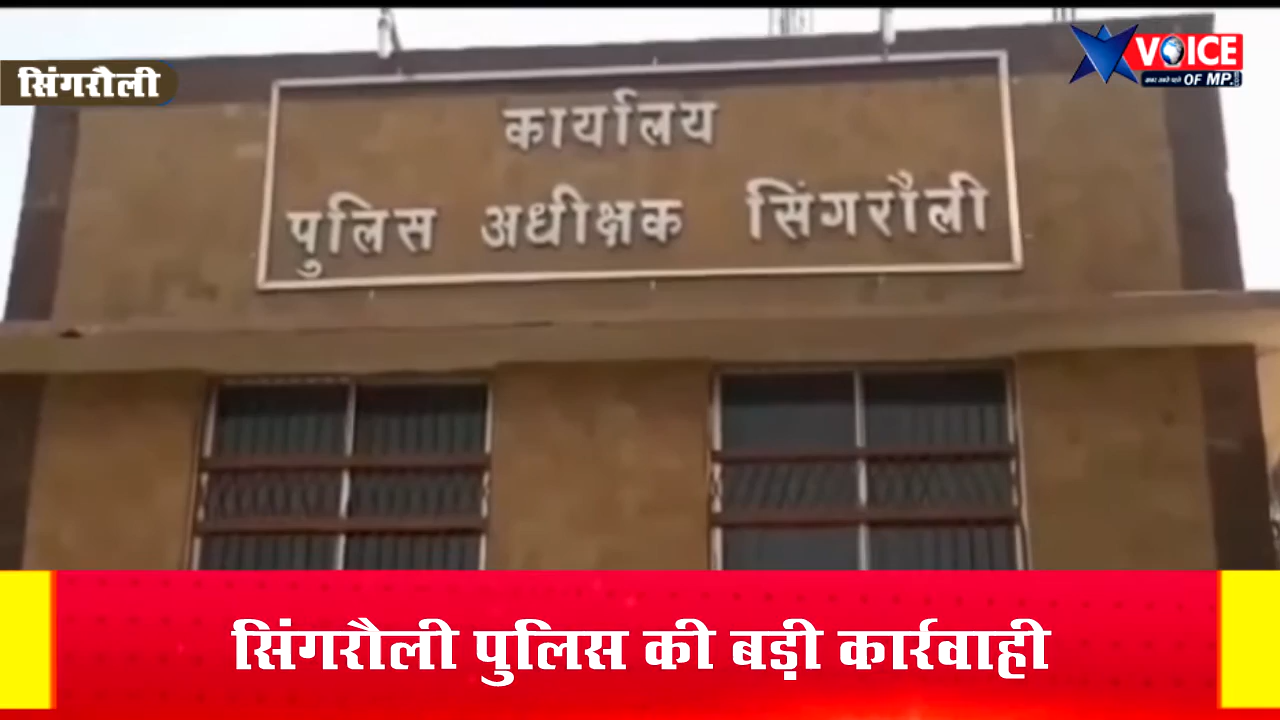 सिंगरौली
VOICE
OF MP.
कार्यालय
पुलिस अधीक्षक सिंगरौली
सिंगरौली पुलिस की बड़ी कार्रवाही